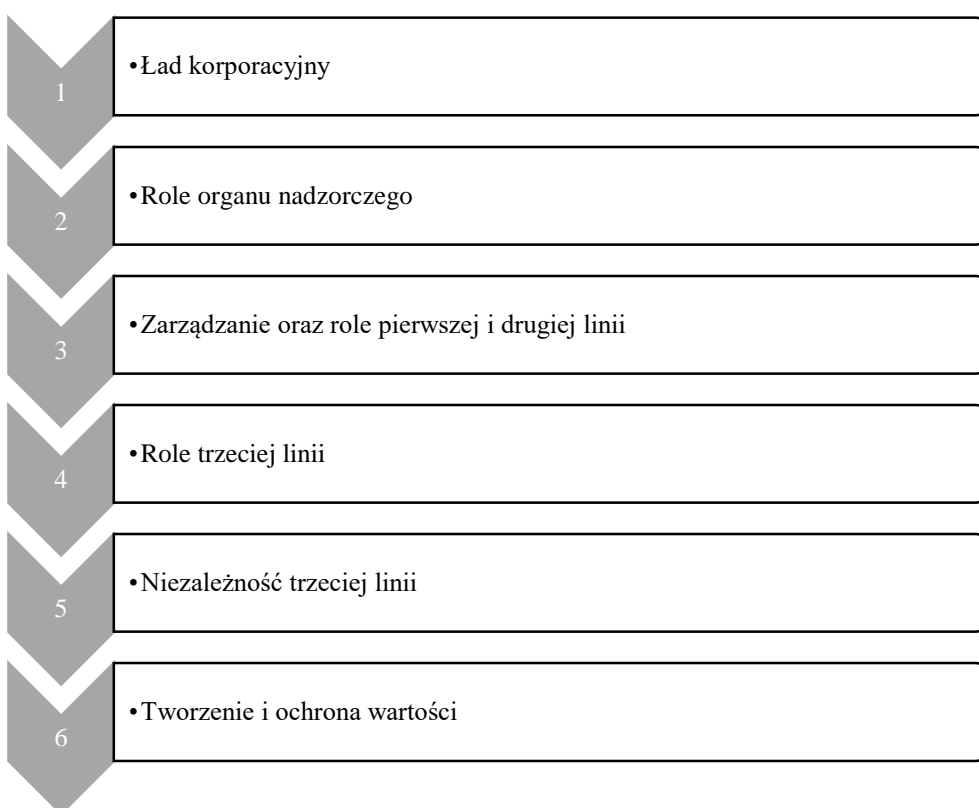 1
•Ład korporacyjny
2
•Role organu nadzorczego
3
•Zarządzanie oraz role pierwszej i drugiej linii
4
•Role trzeciej linii
5
•Niezależność trzeciej linii
6
•Tworzenie i ochrona wartości